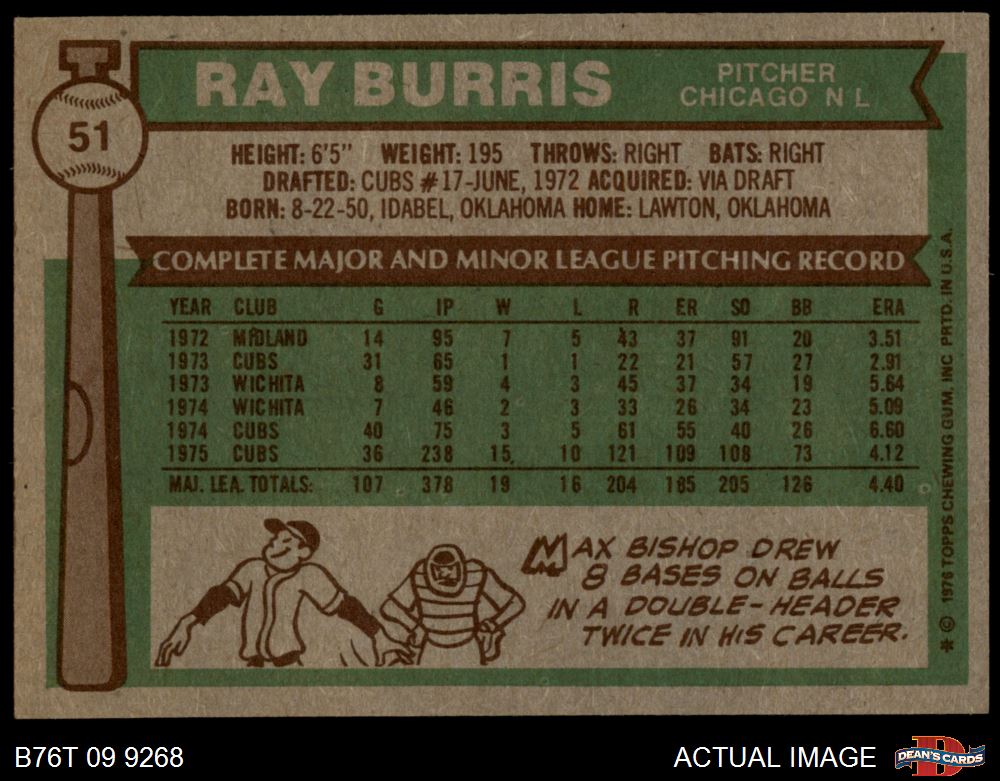 RAY BURRIS
PITCHER
CHICAGO N L
51
HEIGHT: 6'5" WEIGHT: 195 THROWS: RIGHT BATS: RIGHT
DRAFTED: CUBS #17-JUNE, 1972 ACQUIRED: VIA DRAFT
BORN: 8-22-50, IDABEL, OKLAHOMA HOME: LAWTON, OKLAHOMA
COMPLETE MAJOR AND MINOR LEAGUE PITCHING RECORD
YEAR CLUB G IP W L R ER SO BB ERA
1972 MIDLAND 14 95 7 5 43 37 91 20 3.51
1973 CUBS 31 65 1 1 22 21 57 27 2.91
1973 WICHITA 8 59 4 3 45 37 34 19 5.64
1974 WICHITA 7 46 2 3 33 26 34 23 5.09
1974 CUBS 40 75 3 5 61 55 40 26 6.60
1975 CUBS 36 238 15 10 121 109 108 73 4.12
MAJ. LEA. TOTALS: 107 378 19 16 204 185 205 126 4.40
MAX BISHOP DREW
8 BASES ON BALLS
IN A DOUBLE-HEADER
TWICE IN HIS CAREER.
* © 1976 TOPPS CHEWING GUM, INC. PRTD. IN U.S.A.
B76T 09 9268
ACTUAL IMAGE
D
DEAN'S CARDS